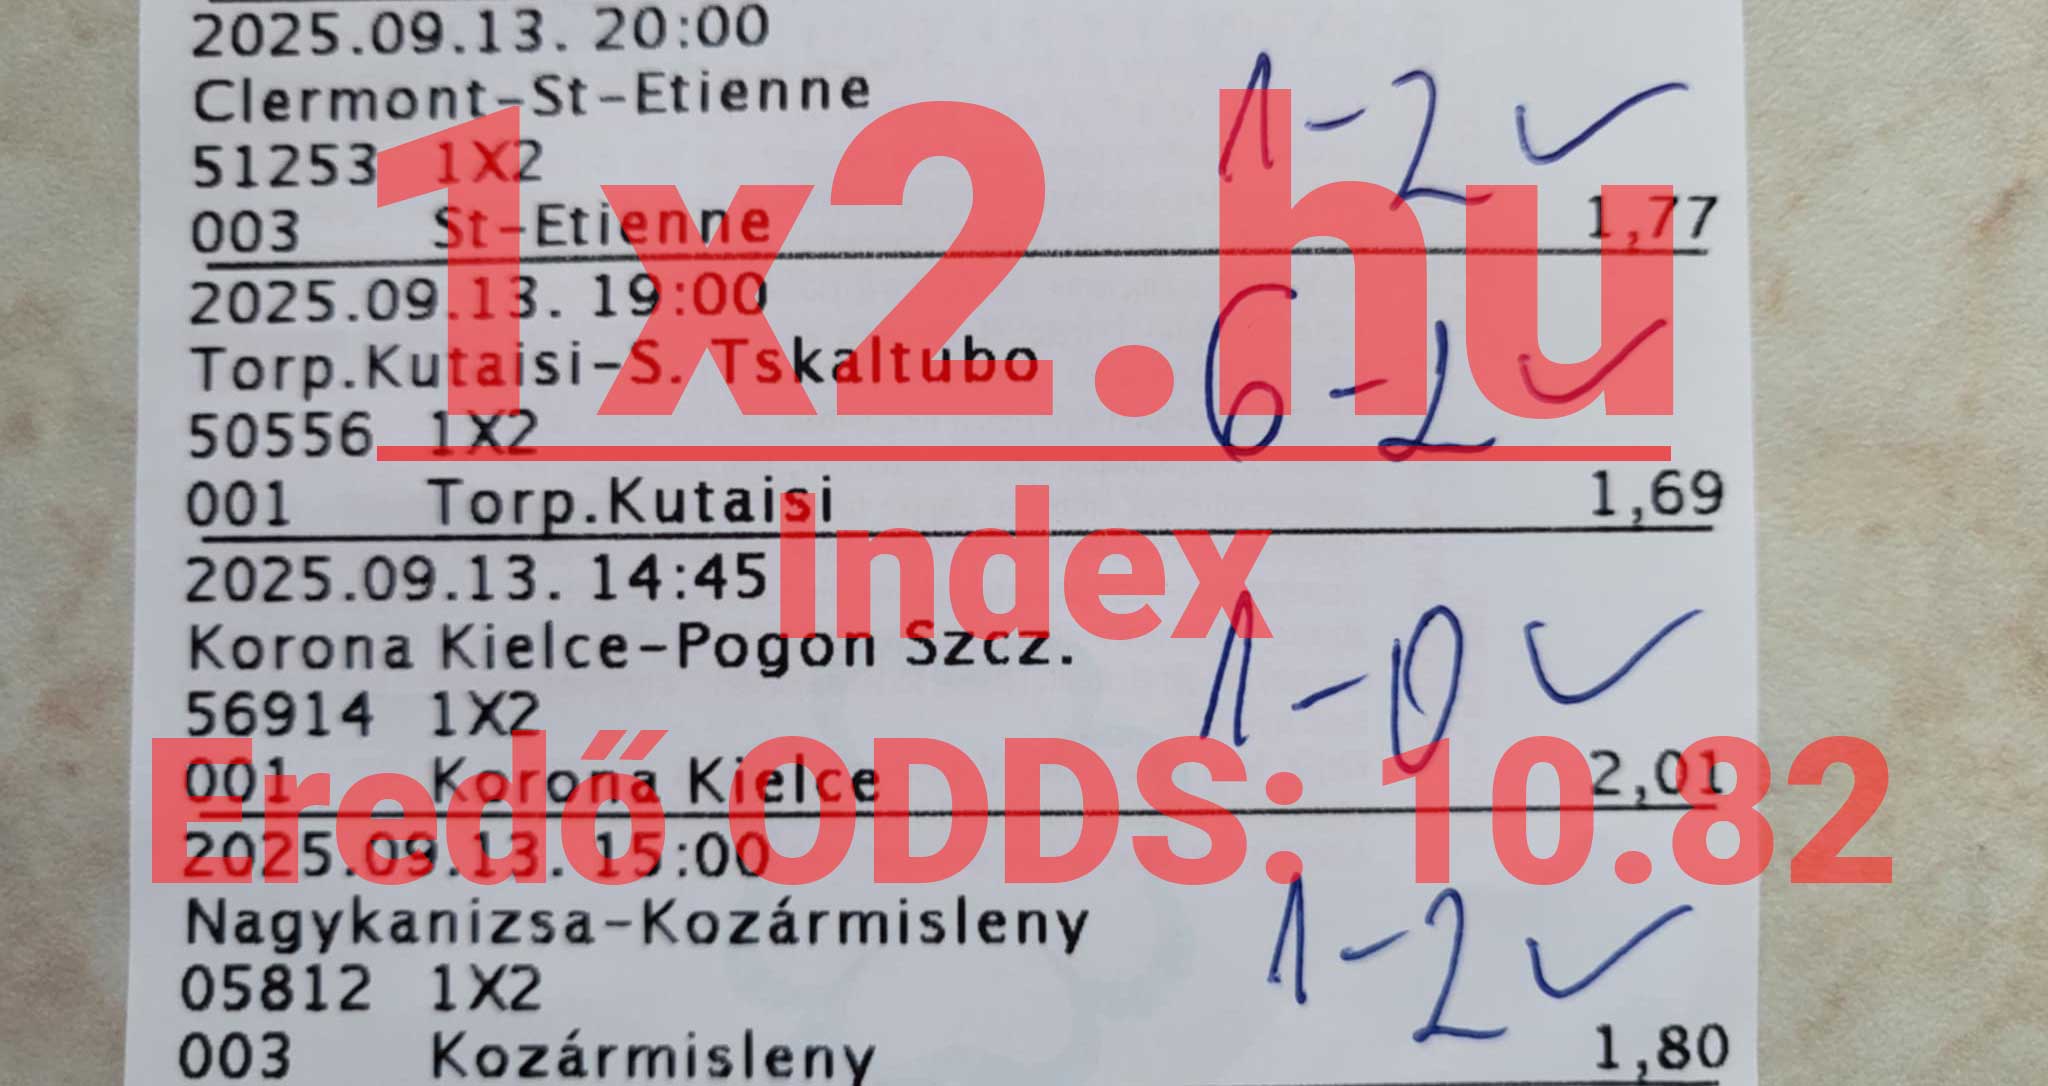 2025.09.13. 20:00
Clermont-St-Etienne
1-2 ✓
51253 1X2
003 St-Etienne 1,77
2025.09.13. 19:00
Torp.Kutaisi-S. Tskaltubo
6-2 ✓
50556 1X2
001 Torp.Kutaisi 1,69
2025.09.13. 14:45
Korona Kielce-Pogon Szcz.
1-0 ✓
56914 1X2
001 Korona Kielce 2,01
2025.09.13. 15:00
Nagykanizsa-Kozármisleny
1-2 ✓
05812 1X2
003 Kozármisleny 1,80
1x2.hu
Index
Eredő ODDS: 10.82